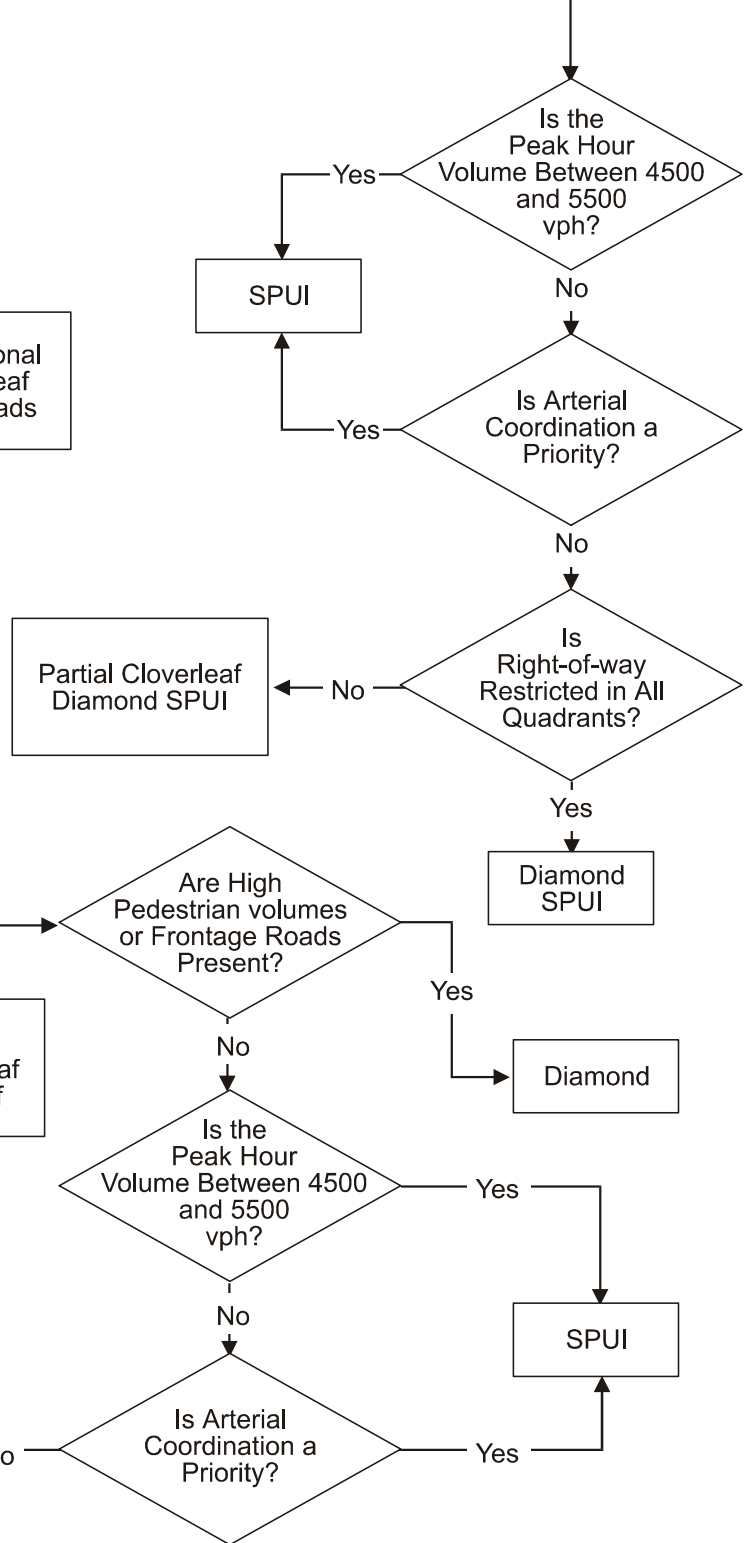 Is the
Peak Hour
Volume Between 4500
and 5500
vph?
Yes
SPUI
No
Is Arterial
Coordination a
Priority?
Yes
No
Is
Right-of-way
Restricted in All
Quadrants?
No
Partial Cloverleaf
Diamond SPUI
Yes
Diamond
SPUI
Are High
Pedestrian volumes
or Frontage Roads
Present?
Yes
Diamond
No
Is the
Peak Hour
Volume Between 4500
and 5500
vph?
Yes
SPUI
No
Is Arterial
Coordination a
Priority?
Yes